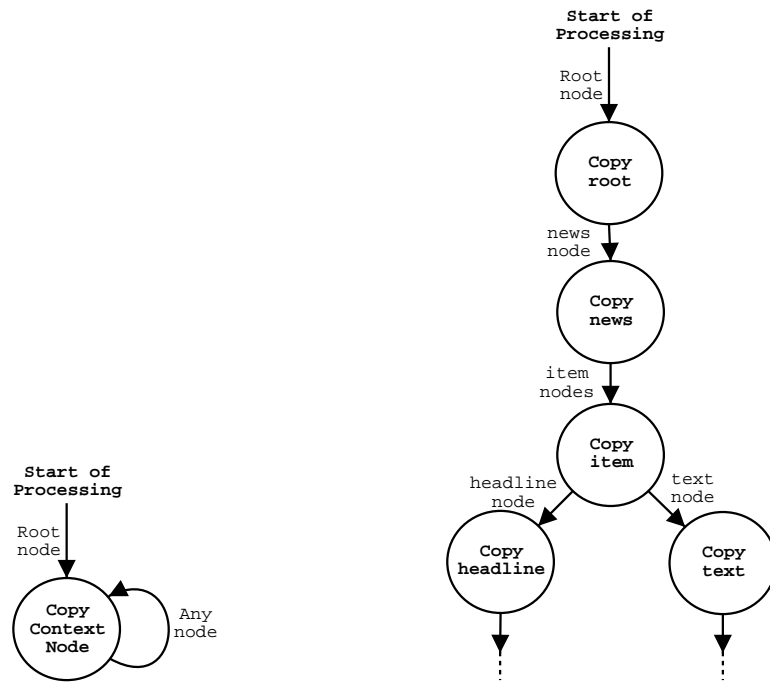 Start of
Processing
Root
node
Copy
root
news
node
Copy
news
item
nodes
Copy
item
headline
node
text
node
Copy
headline
Copy
text
Start of
Processing
Root
node
Copy
Context
Node
Any
node